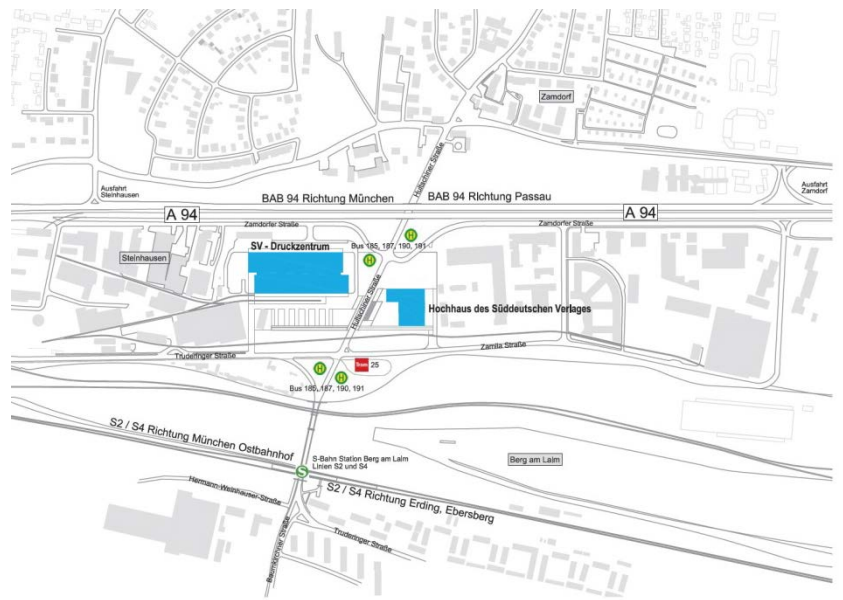 Zamdorf
Hultschiner Straße
Ausfahrt
Steinhausen
Ausfahrt
Zamdorf
BAB 94 Richtung München
BAB 94 Richtung Passau
A 94
A 94
Zamdorfer Straße
Zamdorfer Straße
SV - Druckzentrum
Bus 185, 187, 190, 191
H
H
Steinhausen
Hultschiner Straße
Hochhaus des Süddeutschen Verlages
Truderinger Straße
Zamila Straße
H
Tram
25
H
Bus 185, 187, 190, 191
S2 / S4 Richtung München Ostbahnhof
S-Bahn Station Berg am Laim
Linien S2 und S4
Berg am Laim
S
Hermann-Weinhauser-Straße
S2 / S4 Richtung Erding, Ebersberg
Truderinger Straße
Baumkirchner Straße